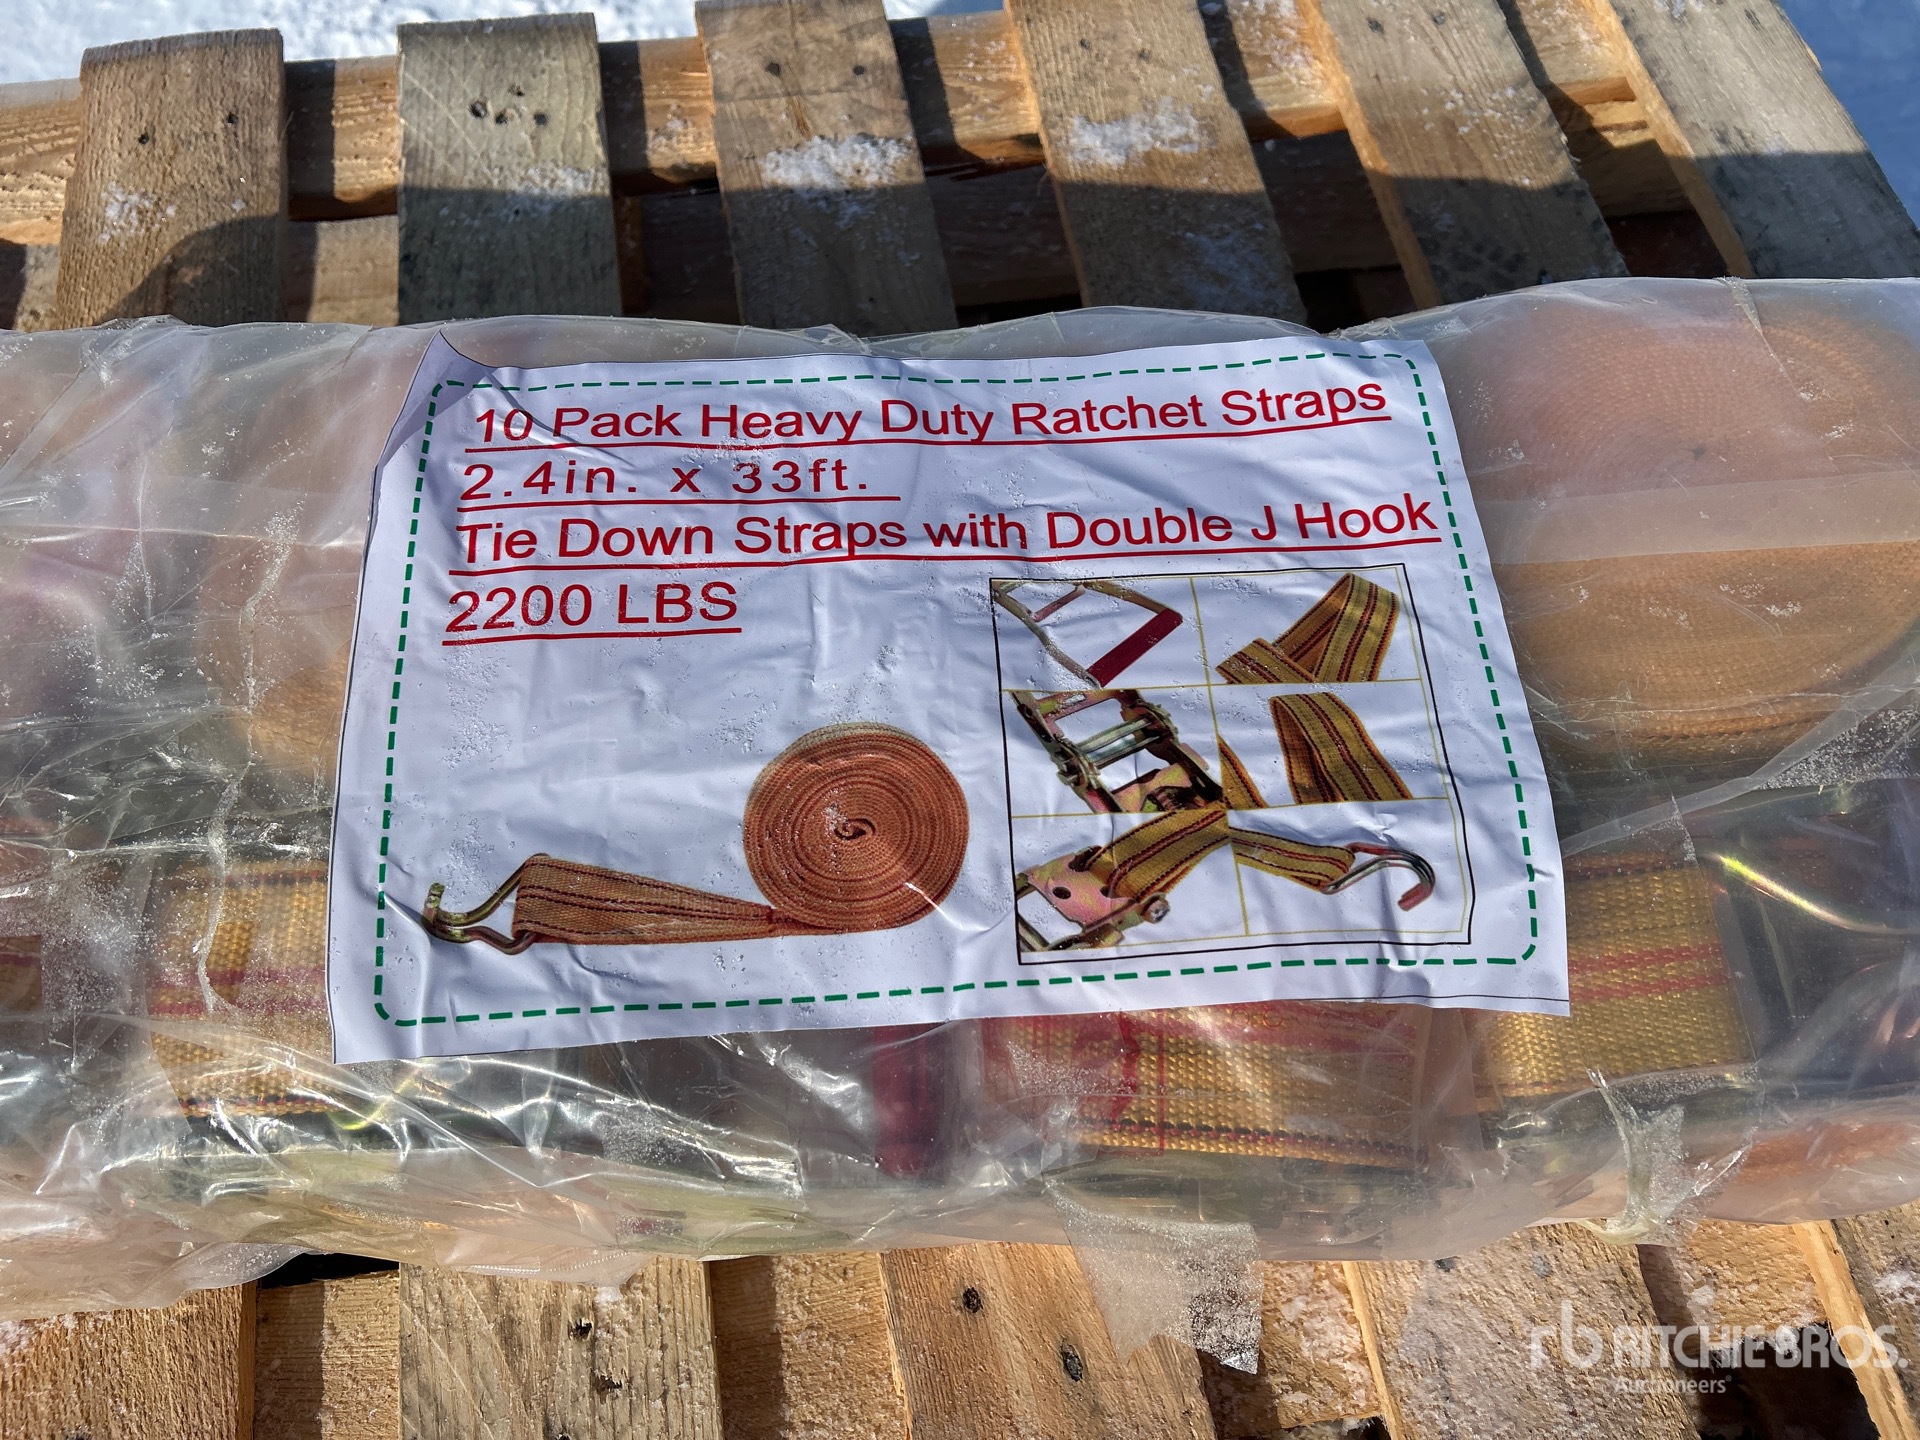 10 Pack Heavy Duty Ratchet Straps
2.4in. x 33ft.
Tie Down Straps with Double J Hook
2200 LBS
rb RITCHIE BROS.
Auctioneers®